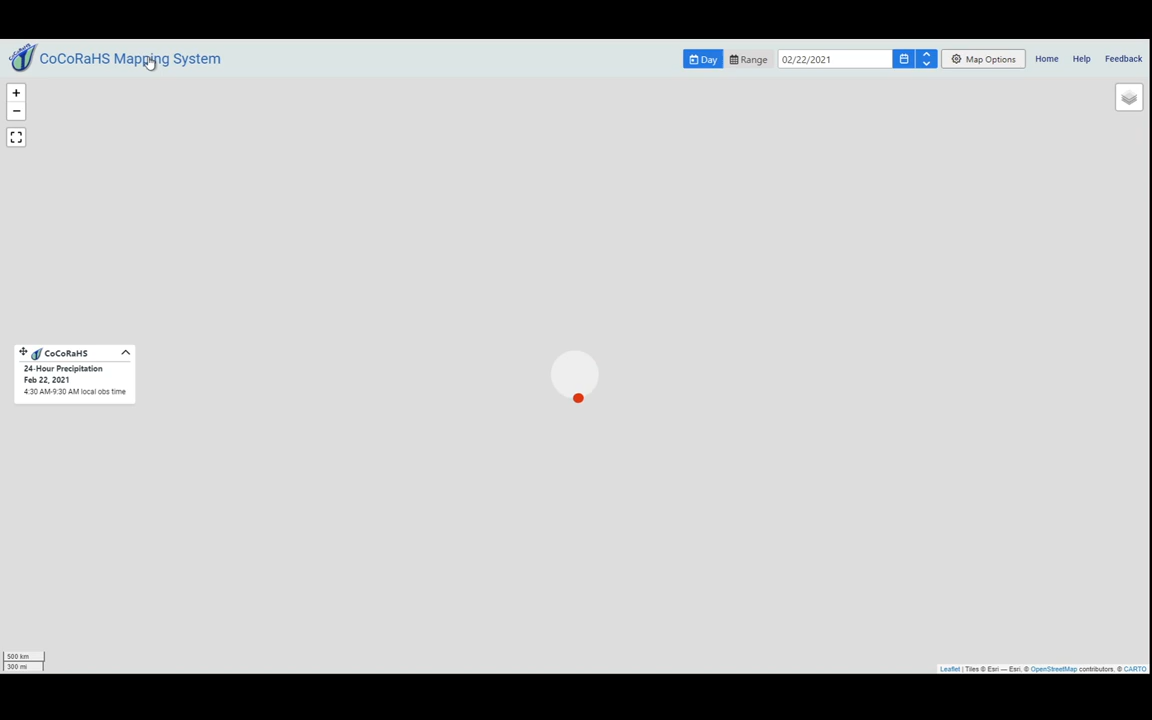 CoCoRaHS Mapping System
Day
Range
02/22/2021
Map Options
Home
Help
Feedback
+
−
CoCoRaHS
24-Hour Precipitation
Feb 22, 2021
4:30 AM-9:30 AM local obs time
500 km
300 mi
Leaflet | Tiles © Esri — Esri, © OpenStreetMap contributors, © CARTO